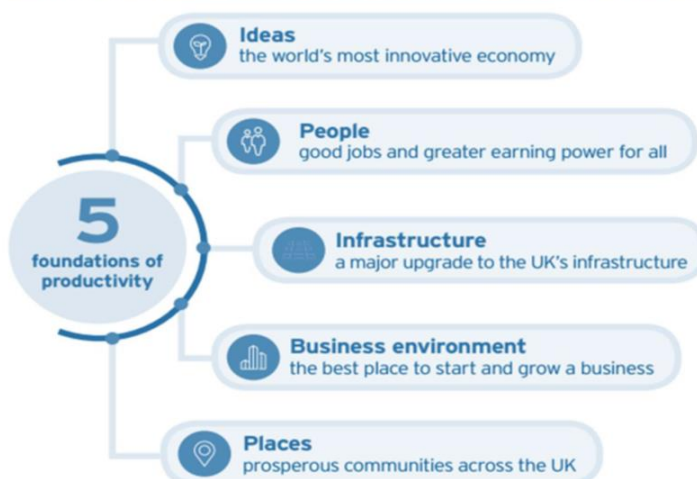 Ideas
the world's most innovative economy
People
good jobs and greater earning power for all
5
foundations of
productivity
Infrastructure
a major upgrade to the UK's infrastructure
Business environment
the best place to start and grow a business
Places
prosperous communities across the UK